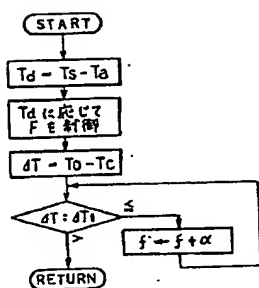 START
Td = Ts - Ta
Tdに応じて
Fを制御
ΔT = To - Tc
ΔT : ΔT₁
≦
>
f ← f + α
RETURN